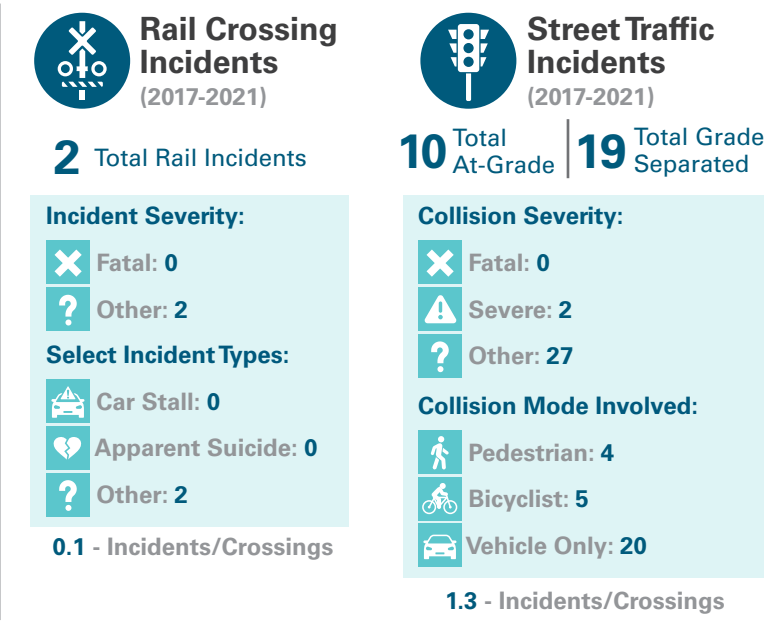 Rail Crossing
Incidents
(2017-2021)
2 Total Rail Incidents
Incident Severity:
Fatal: 0
Other: 2
Select Incident Types:
Car Stall: 0
Apparent Suicide: 0
Other: 2
0.1 - Incidents/Crossings
Street Traffic
Incidents
(2017-2021)
10 Total
At-Grade
19 Total Grade
Separated
Collision Severity:
Fatal: 0
Severe: 2
Other: 27
Collision Mode Involved:
Pedestrian: 4
Bicyclist: 5
Vehicle Only: 20
1.3 - Incidents/Crossings